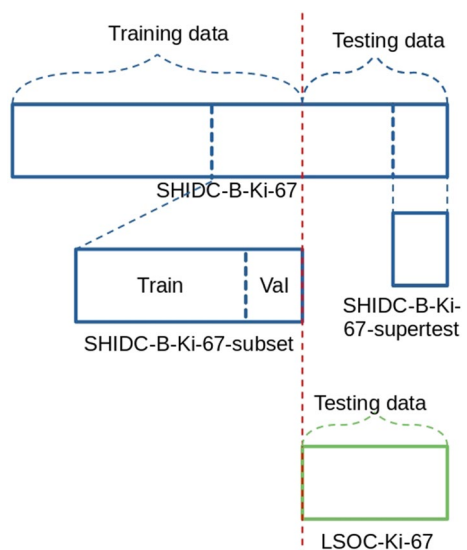 Training data
Testing data
SHIDC-B-Ki-67
Train
Val
SHIDC-B-Ki-67-subset
SHIDC-B-Ki-
67-supertest
Testing data
LSOC-Ki-67